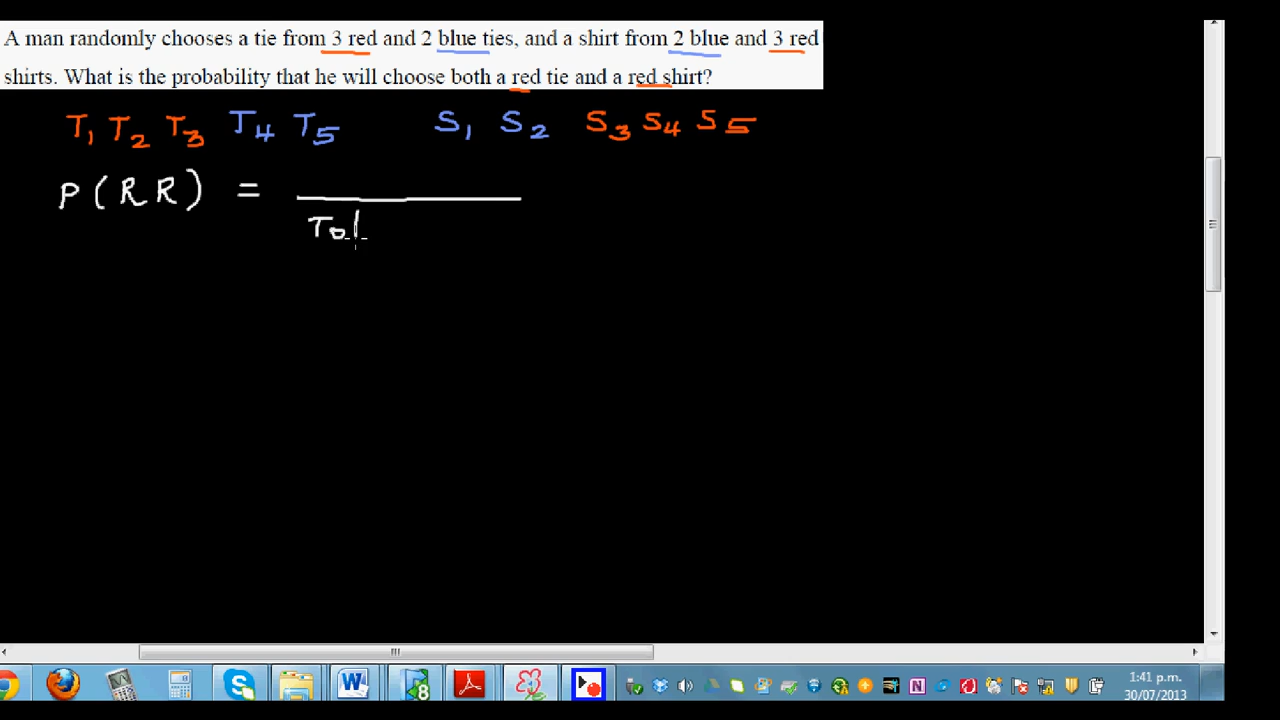 A man randomly chooses a tie from 3 red and 2 blue ties, and a shirt from 2 blue and 3 red
shirts. What is the probability that he will choose both a red tie and a red shirt?
T1 T2 T3 T4 T5 S1 S2 S3 S4 S5
P(RR) =
Tol
8
1:41 p.m.
30/07/2013